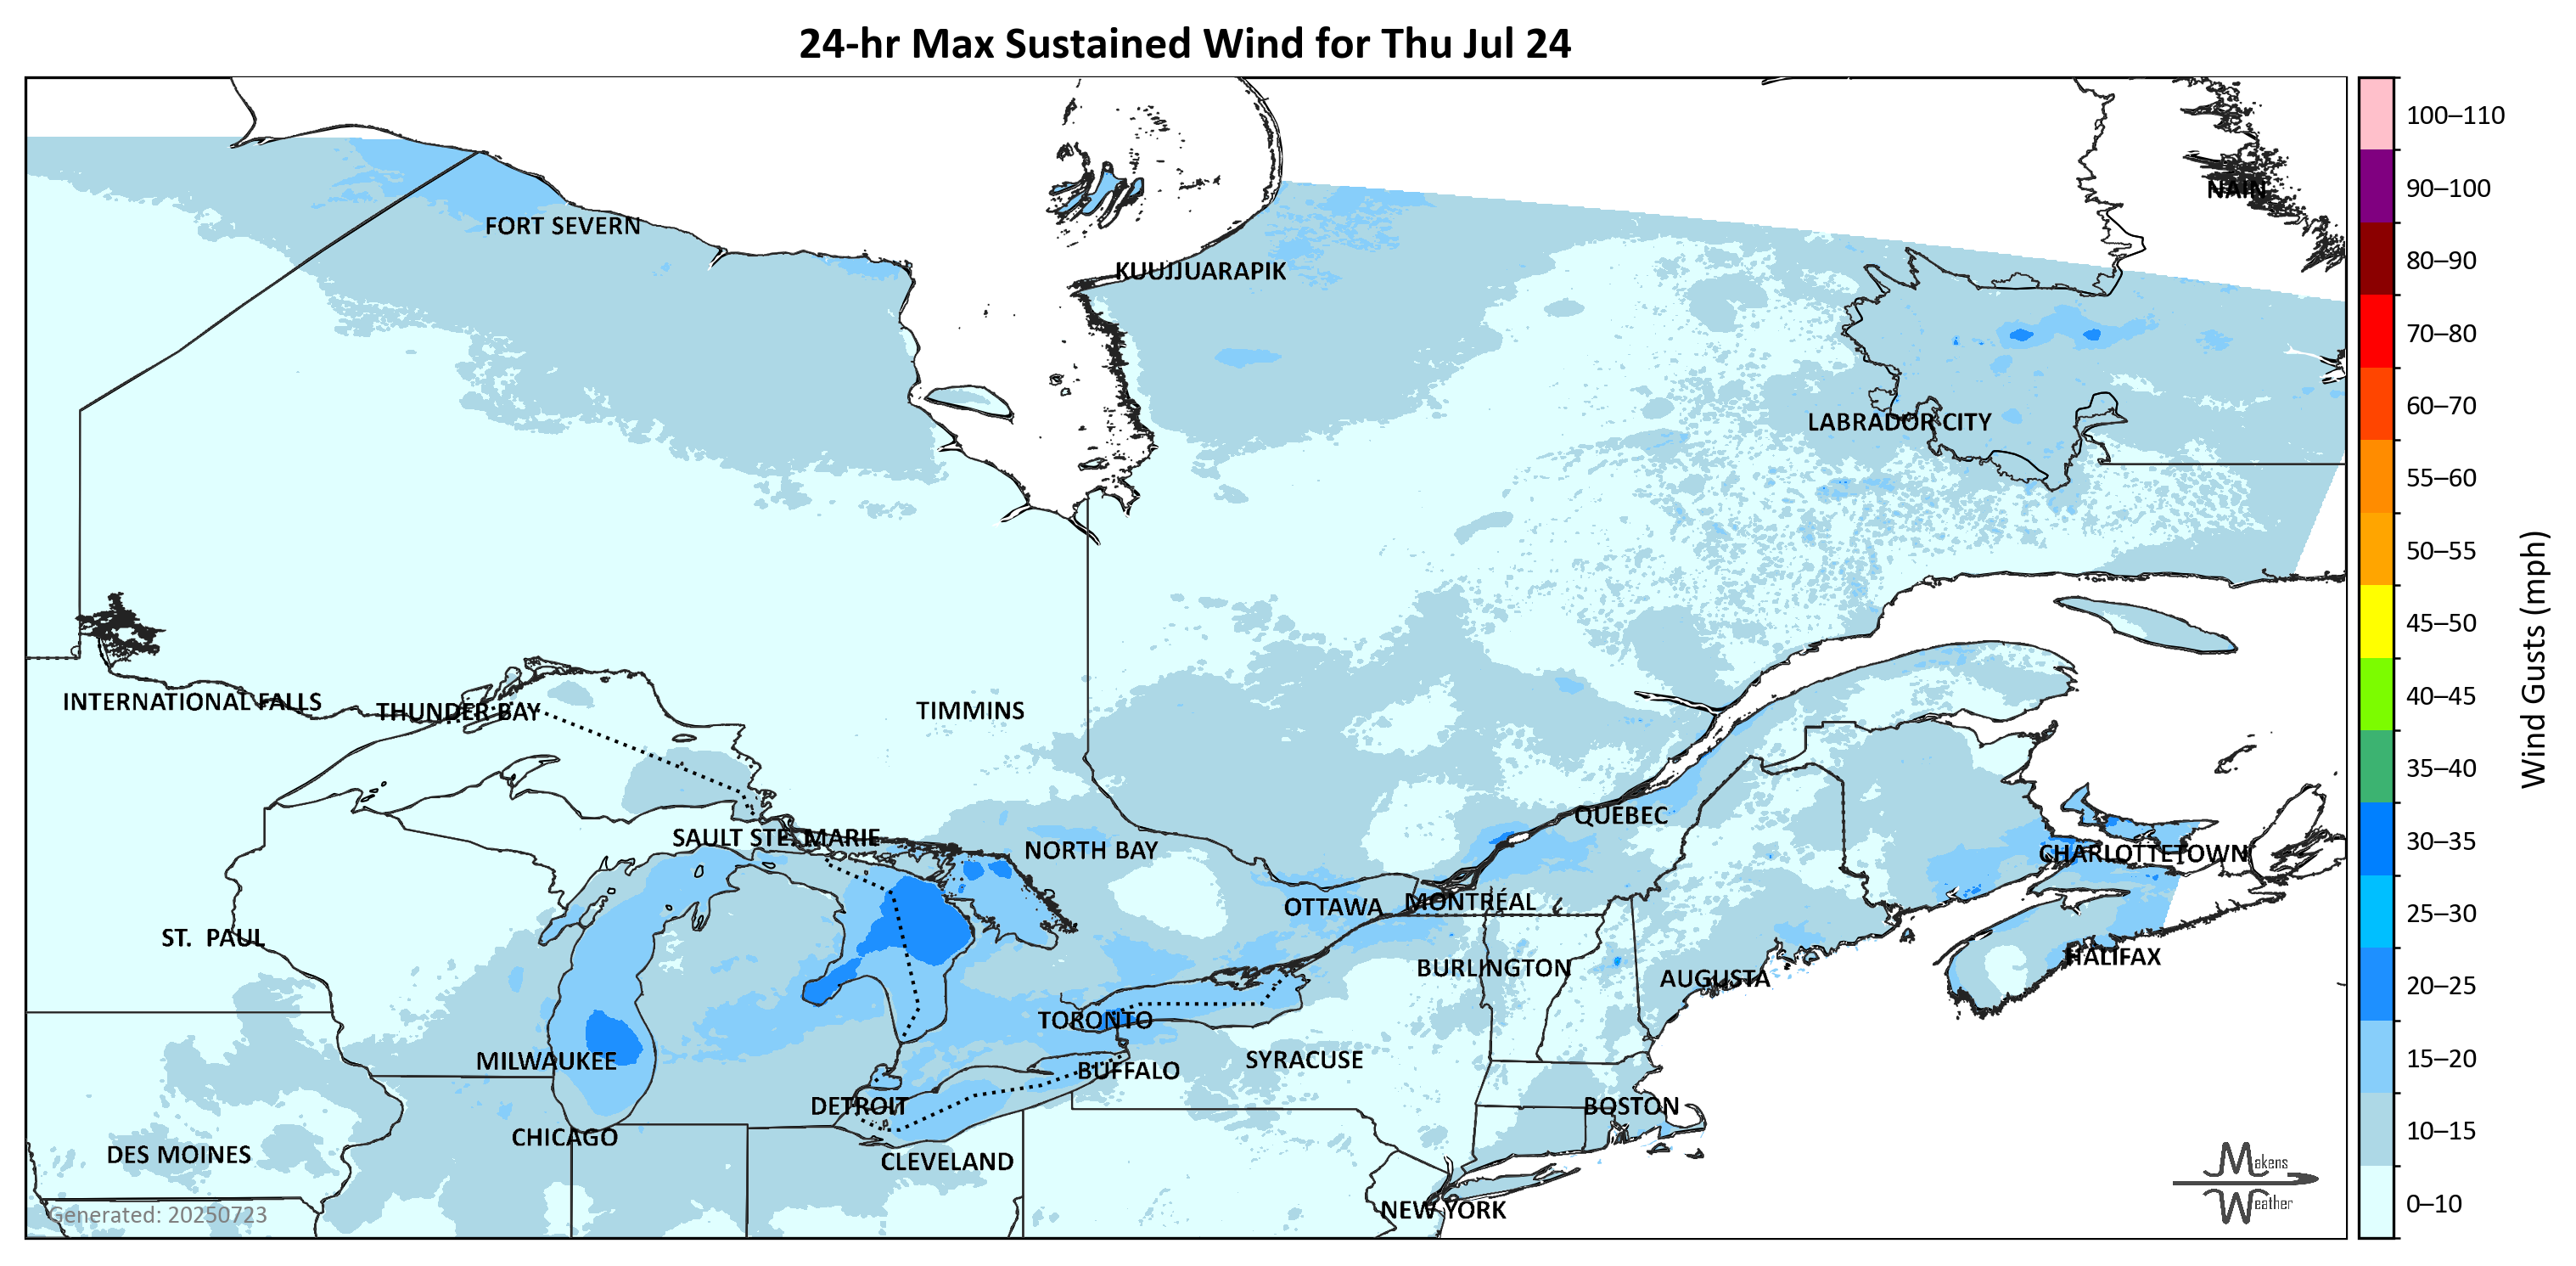 24-hr Max Sustained Wind for Thu Jul 24
100–110
90–100
NAIN
FORT SEVERN
80–90
KUUJJUARAPIK
70–80
60–70
LABRADOR CITY
55–60
50–55
45–50
40–45
INTERNATIONAL FALLS
THUNDER BAY
TIMMINS
35–40
Wind Gusts (mph)
QUÉBEC
SAULT STE. MARIE
30–35
NORTH BAY
CHARLOTTETOWN
MONTRÉAL
OTTAWA
25–30
ST. PAUL
HALIFAX
BURLINGTON
AUGUSTA
20–25
TORONTO
MILWAUKEE
SYRACUSE
15–20
BUFFALO
DETROIT
BOSTON
10–15
CHICAGO
DES MOINES
CLEVELAND
Makens
Weather
0–10
NEW YORK
Generated: 20250723